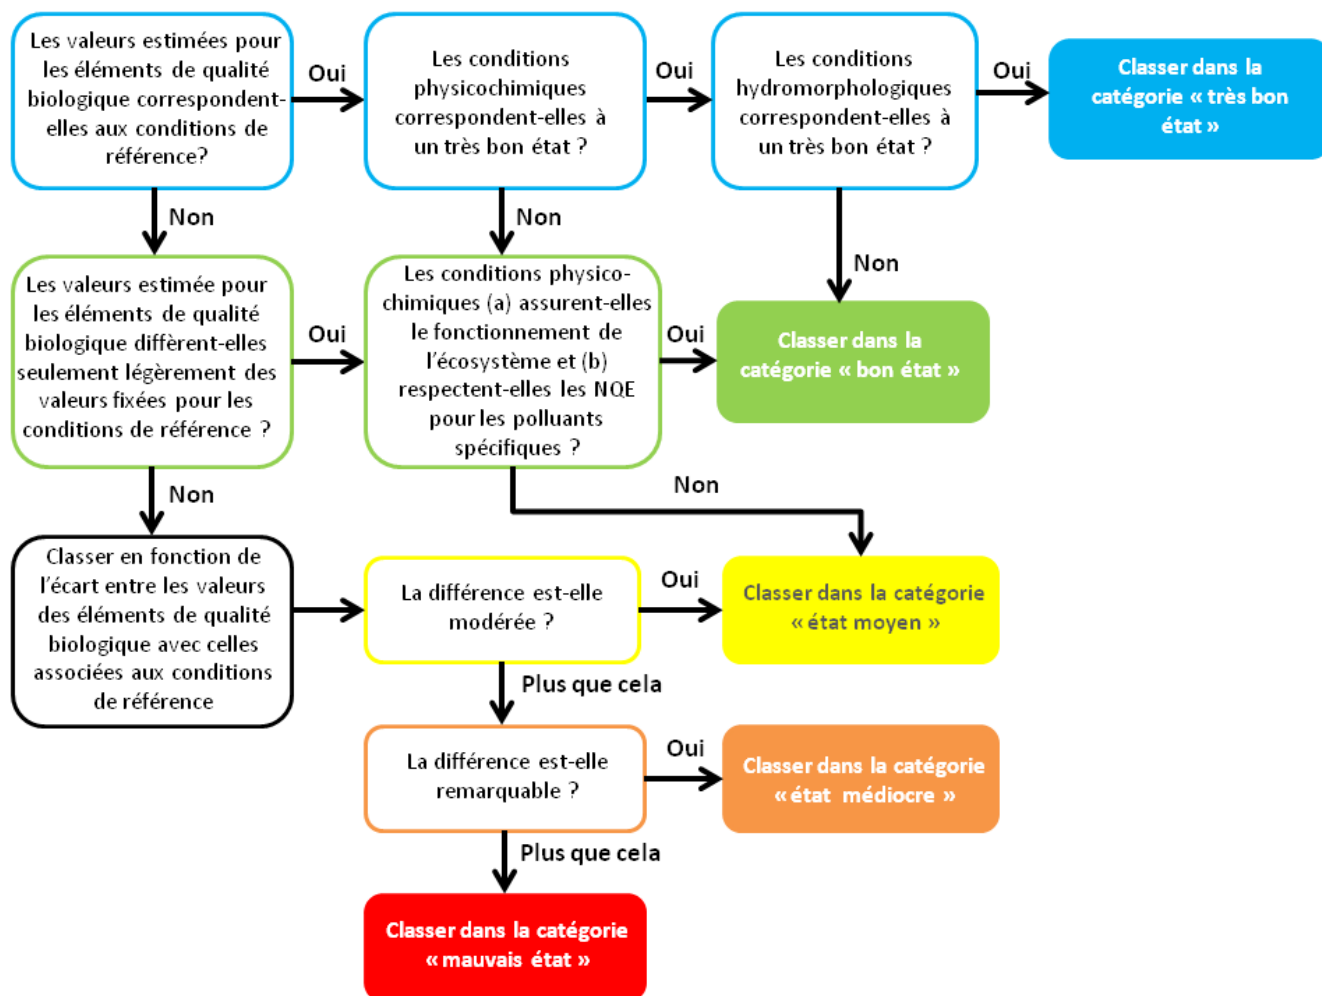 Les valeurs estimées pour
les éléments de qualité
biologique correspondent-
elles aux conditions de
référence?
Oui
Les conditions
physicochimiques
correspondent-elles à
un très bon état ?
Oui
Les conditions
hydromorphologiques
correspondent-elles à
un très bon état ?
Oui
Classer dans la
catégorie « très bon
état »
Non
Non
Non
Les valeurs estimée pour
les éléments de qualité
biologique diffèrent-elles
seulement légèrement des
valeurs fixées pour les
conditions de référence ?
Oui
Les conditions physico-
chimiques (a) assurent-elles
le fonctionnement de
l'écosystème et (b)
respectent-elles les NQE
pour les polluants
spécifiques ?
Oui
Classer dans la
catégorie « bon état »
Non
Non
Classer en fonction de
l'écart entre les valeurs
des éléments de qualité
biologique avec celles
associées aux conditions
de référence
La différence est-elle
modérée ?
Oui
Classer dans la catégorie
« état moyen »
Plus que cela
La différence est-elle
remarquable ?
Oui
Classer dans la catégorie
« état médiocre »
Plus que cela
Classer dans la catégorie
« mauvais état »